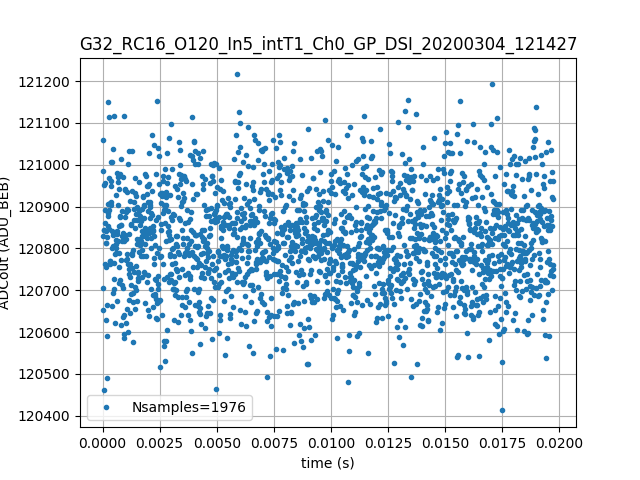 G32_RC16_O120_In5_intT1_Ch0_GP_DSI_20200304_121427
ADCout (ADU_BEB)
121200
121100
121000
120900
120800
120700
120600
120500
120400
Nsamples=1976
0.0000 0.0025 0.0050 0.0075 0.0100 0.0125 0.0150 0.0175 0.0200
time (s)